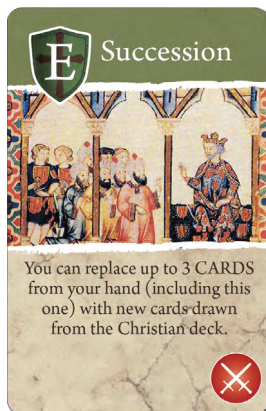 E
Succession
You can replace up to 3 CARDS
from your hand (including this
one) with new cards drawn
from the Christian deck.